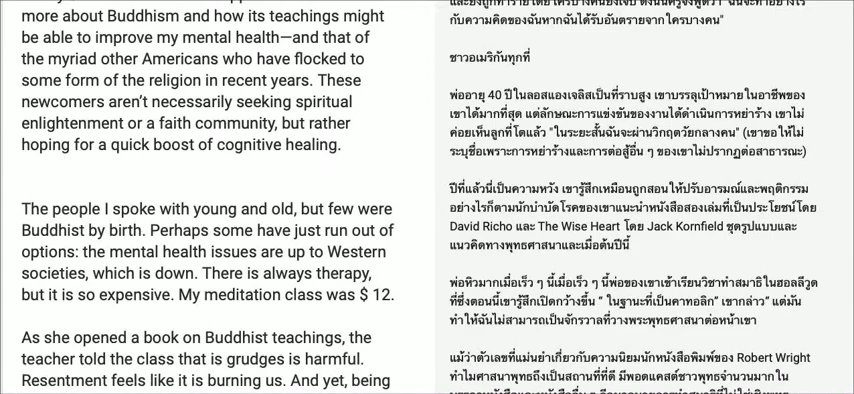 more about Buddhism and how its teachings might
be able to improve my mental health—and that of
the myriad other Americans who have flocked to
some form of the religion in recent years. These
newcomers aren’t necessarily seeking spiritual
enlightenment or a faith community, but rather
hoping for a quick boost of cognitive healing.
The people I spoke with young and old, but few were
Buddhist by birth. Perhaps some have just run out of
options: the mental health issues are up to Western
societies, which is down. There is always therapy,
but it is so expensive. My meditation class was $ 12.
As she opened a book on Buddhist teachings, the
teacher told the class that is grudges is harmful.
Resentment feels like it is burning us. And yet, being
กับความคิดของฉันหากฉันได้รับอันตรายจากใครบางคน"
ชาวอเมริกันทุกที่
พ่ออายุ 40 ปีในลอสแองเจลิสเป็นที่ราบสูง เขาบรรลุเป้าหมายในอาชีพของ
เขาได้มากที่สุด แต่ลักษณะการแข่งขันของงานได้ดำเนินการหย่าร้าง เขาไม่
ค่อยเห็นลูกที่โตแล้ว "ในระยะสั้นฉันจะผ่านวิกฤตวัยกลางคน" (เขาขอให้ไม่
ระบุชื่อเพราะการหย่าร้างและการต่อสู้อื่น ๆ ของเขาไม่ปรากฏต่อสาธารณะ)
ปีที่แล้วนี่เป็นความหวัง เขารู้สึกเหมือนถูกสอนให้ปรับอารมณ์และพฤติกรรม
อย่างไรก็ตามนักบำบัดโรคของเขาแนะนำหนังสือสองเล่มที่เป็นประโยชน์โดย
David Richo และ The Wise Heart โดย Jack Kornfield ชุดรูปแบบและ
แนวคิดทางพุทธศาสนาและเมื่อต้นปีนี้
พ่อหิวมากเมื่อเร็ว ๆ นี้เมื่อเร็ว ๆ นี้พ่อของเขาเข้าเรียนวิชาทำสมาธิในฮอลลีวูด
ที่ซึ่งตอนนี้เขารู้สึกเปิดกว้างขึ้น “ ในฐานะที่เป็นคาทอลิก” เขากล่าว” แต่มัน
ทำให้ฉันไม่สามารถเป็นจักรวาลที่วางพระพุทธศาสนาต่อหน้าเขา
แม้ว่าตัวเลขที่แม่นยำเกี่ยวกับความนิยมนักหนังสือพิมพ์ของ Robert Wright
ทำไมศาสนาพุทธถึงเป็นสถานที่ที่ดี มีพอดแคสต์ชาวพุทธจำนวนมากใน